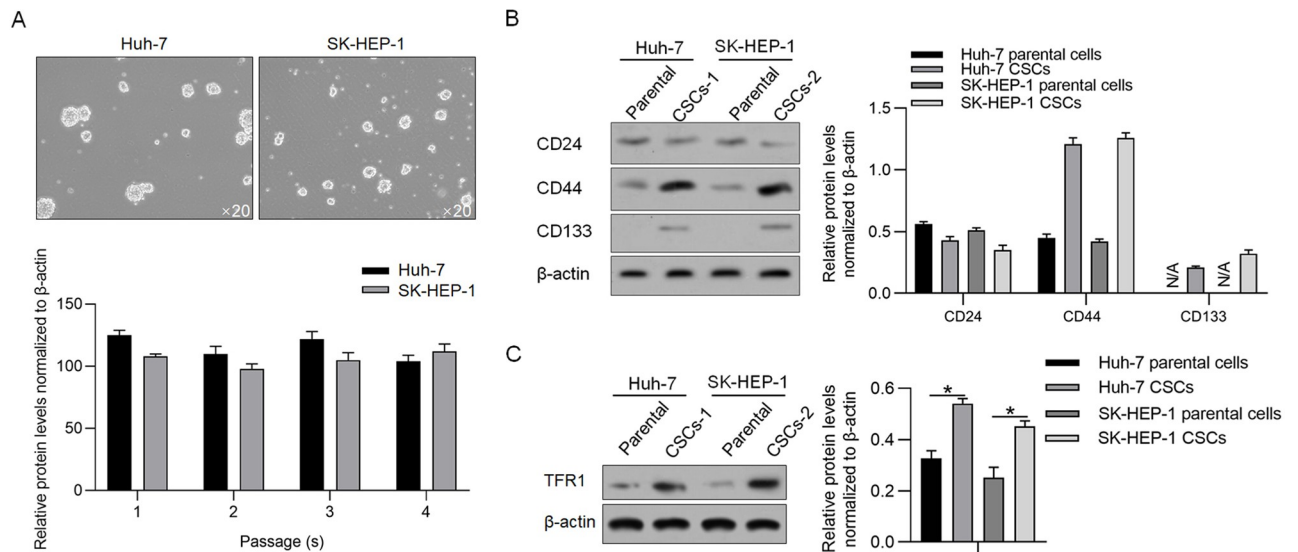 A
Huh-7
SK-HEP-1
×20
×20
Relative protein levels normalized to β-actin
Huh-7
SK-HEP-1
150
100
50
0
1
2
3
4
Passage (s)
B
Huh-7
SK-HEP-1
Parental
CSCs-1
Parental
CSCs-2
CD24
CD44
CD133
β-actin
Huh-7 parental cells
Huh-7 CSCs
SK-HEP-1 parental cells
SK-HEP-1 CSCs
Relative protein levels
normalized to β-actin
1.5
1.0
0.5
0.0
N/A
N/A
CD24
CD44
CD133
C
Huh-7
SK-HEP-1
Parental
CSCs-1
Parental
CSCs-2
TFR1
β-actin
Relative protein levels
normalized to β-actin
0.6
0.4
0.2
0.0
*
*
Huh-7 parental cells
Huh-7 CSCs
SK-HEP-1 parental cells
SK-HEP-1 CSCs